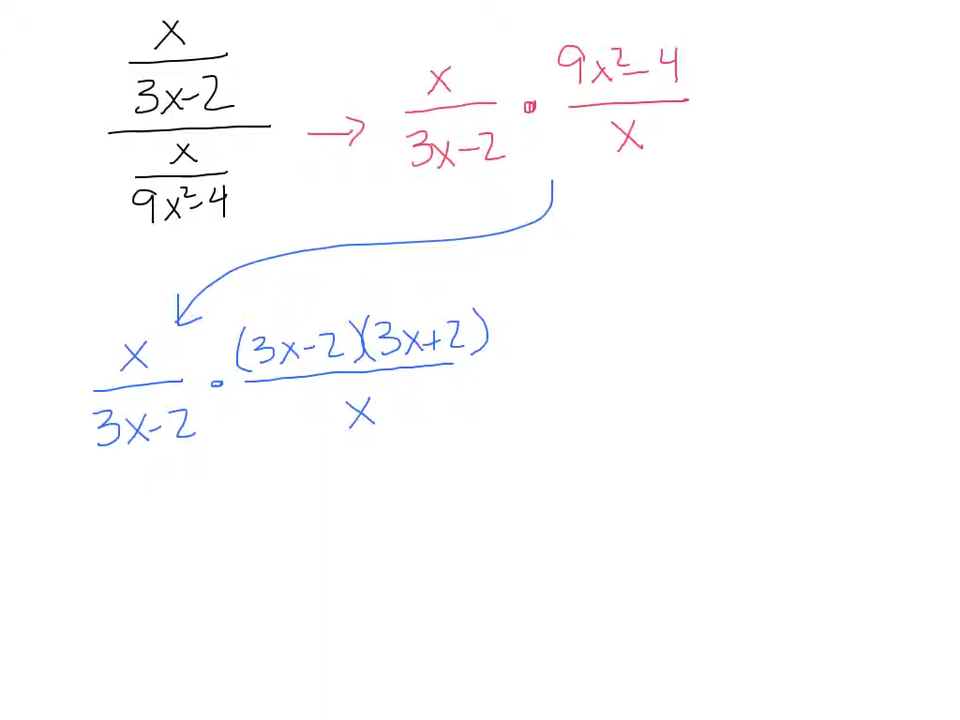 x
3x-2
x
9x²-4
→ x
3x-2 · 9x²-4
x
x
3x-2 · (3x-2)(3x+2)
x